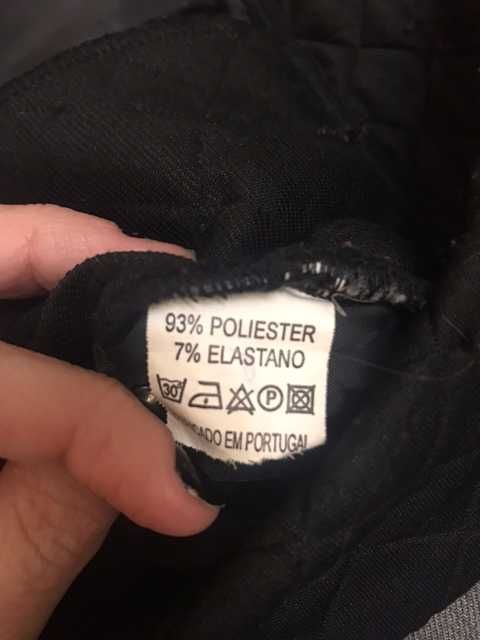 93% POLIESTER
7% ELASTANO
30 P
EM PORTUGAL